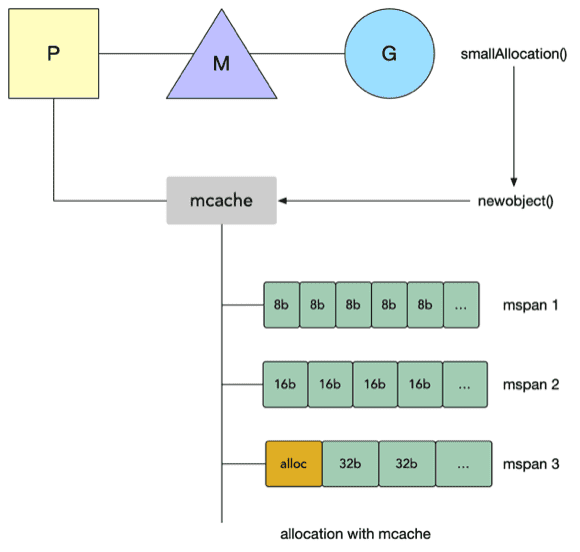 P
M
G
smallAllocation()
mcache
newobject()
8b 8b 8b 8b 8b ... mspan 1
16b 16b 16b 16b ... mspan 2
alloc 32b 32b ... mspan 3
allocation with mcache